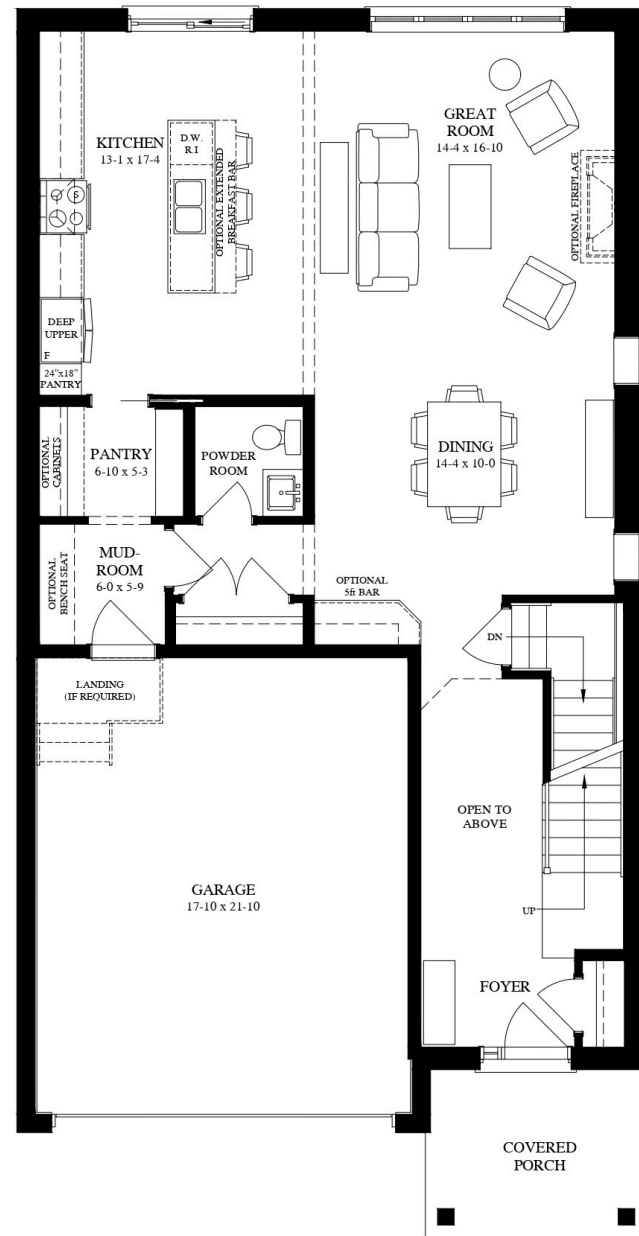 KITCHEN
13-1 x 17-4
D.W.
R.I
OPTIONAL EXTENDED
BREAKFAST BAR
GREAT
ROOM
14-4 x 16-10
OPTIONAL FIREPLACE
S
DEEP
UPPER
F
24"x18"
PANTRY
OPTIONAL
CABINETS
PANTRY
6-10 x 5-3
POWDER
ROOM
DINING
14-4 x 10-0
OPTIONAL
BENCH SEAT
MUD-
ROOM
6-0 x 5-9
OPTIONAL
5ft BAR
DN
LANDING
(IF REQUIRED)
OPEN TO
ABOVE
GARAGE
17-10 x 21-10
UP
FOYER
COVERED
PORCH